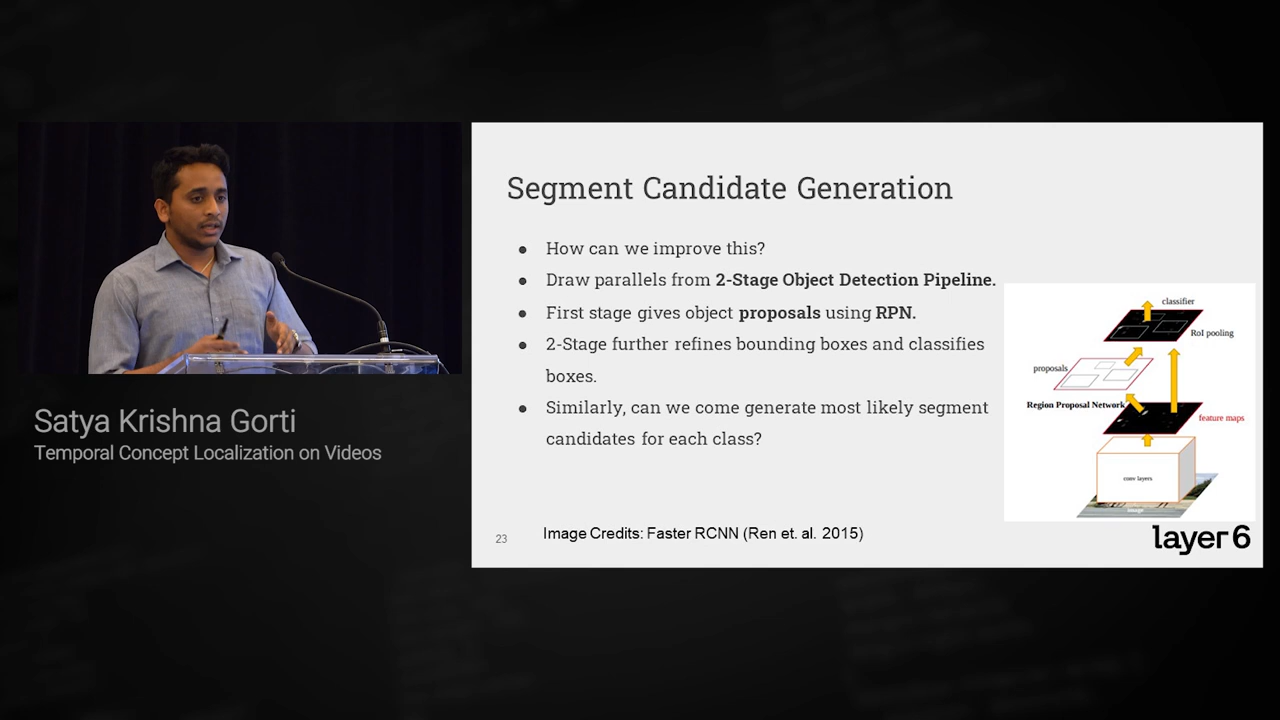 Segment Candidate Generation
● How can we improve this?
● Draw parallels from 2-Stage Object Detection Pipeline.
● First stage gives object proposals using RPN.
● 2-Stage further refines bounding boxes and classifies
boxes.
● Similarly, can we come generate most likely segment
candidates for each class?
classifier
RoI pooling
proposals
Region Proposal Network
feature maps
conv layers
image
23
Image Credits: Faster RCNN (Ren et. al. 2015)
layer 6
Satya Krishna Gorti
Temporal Concept Localization on Videos